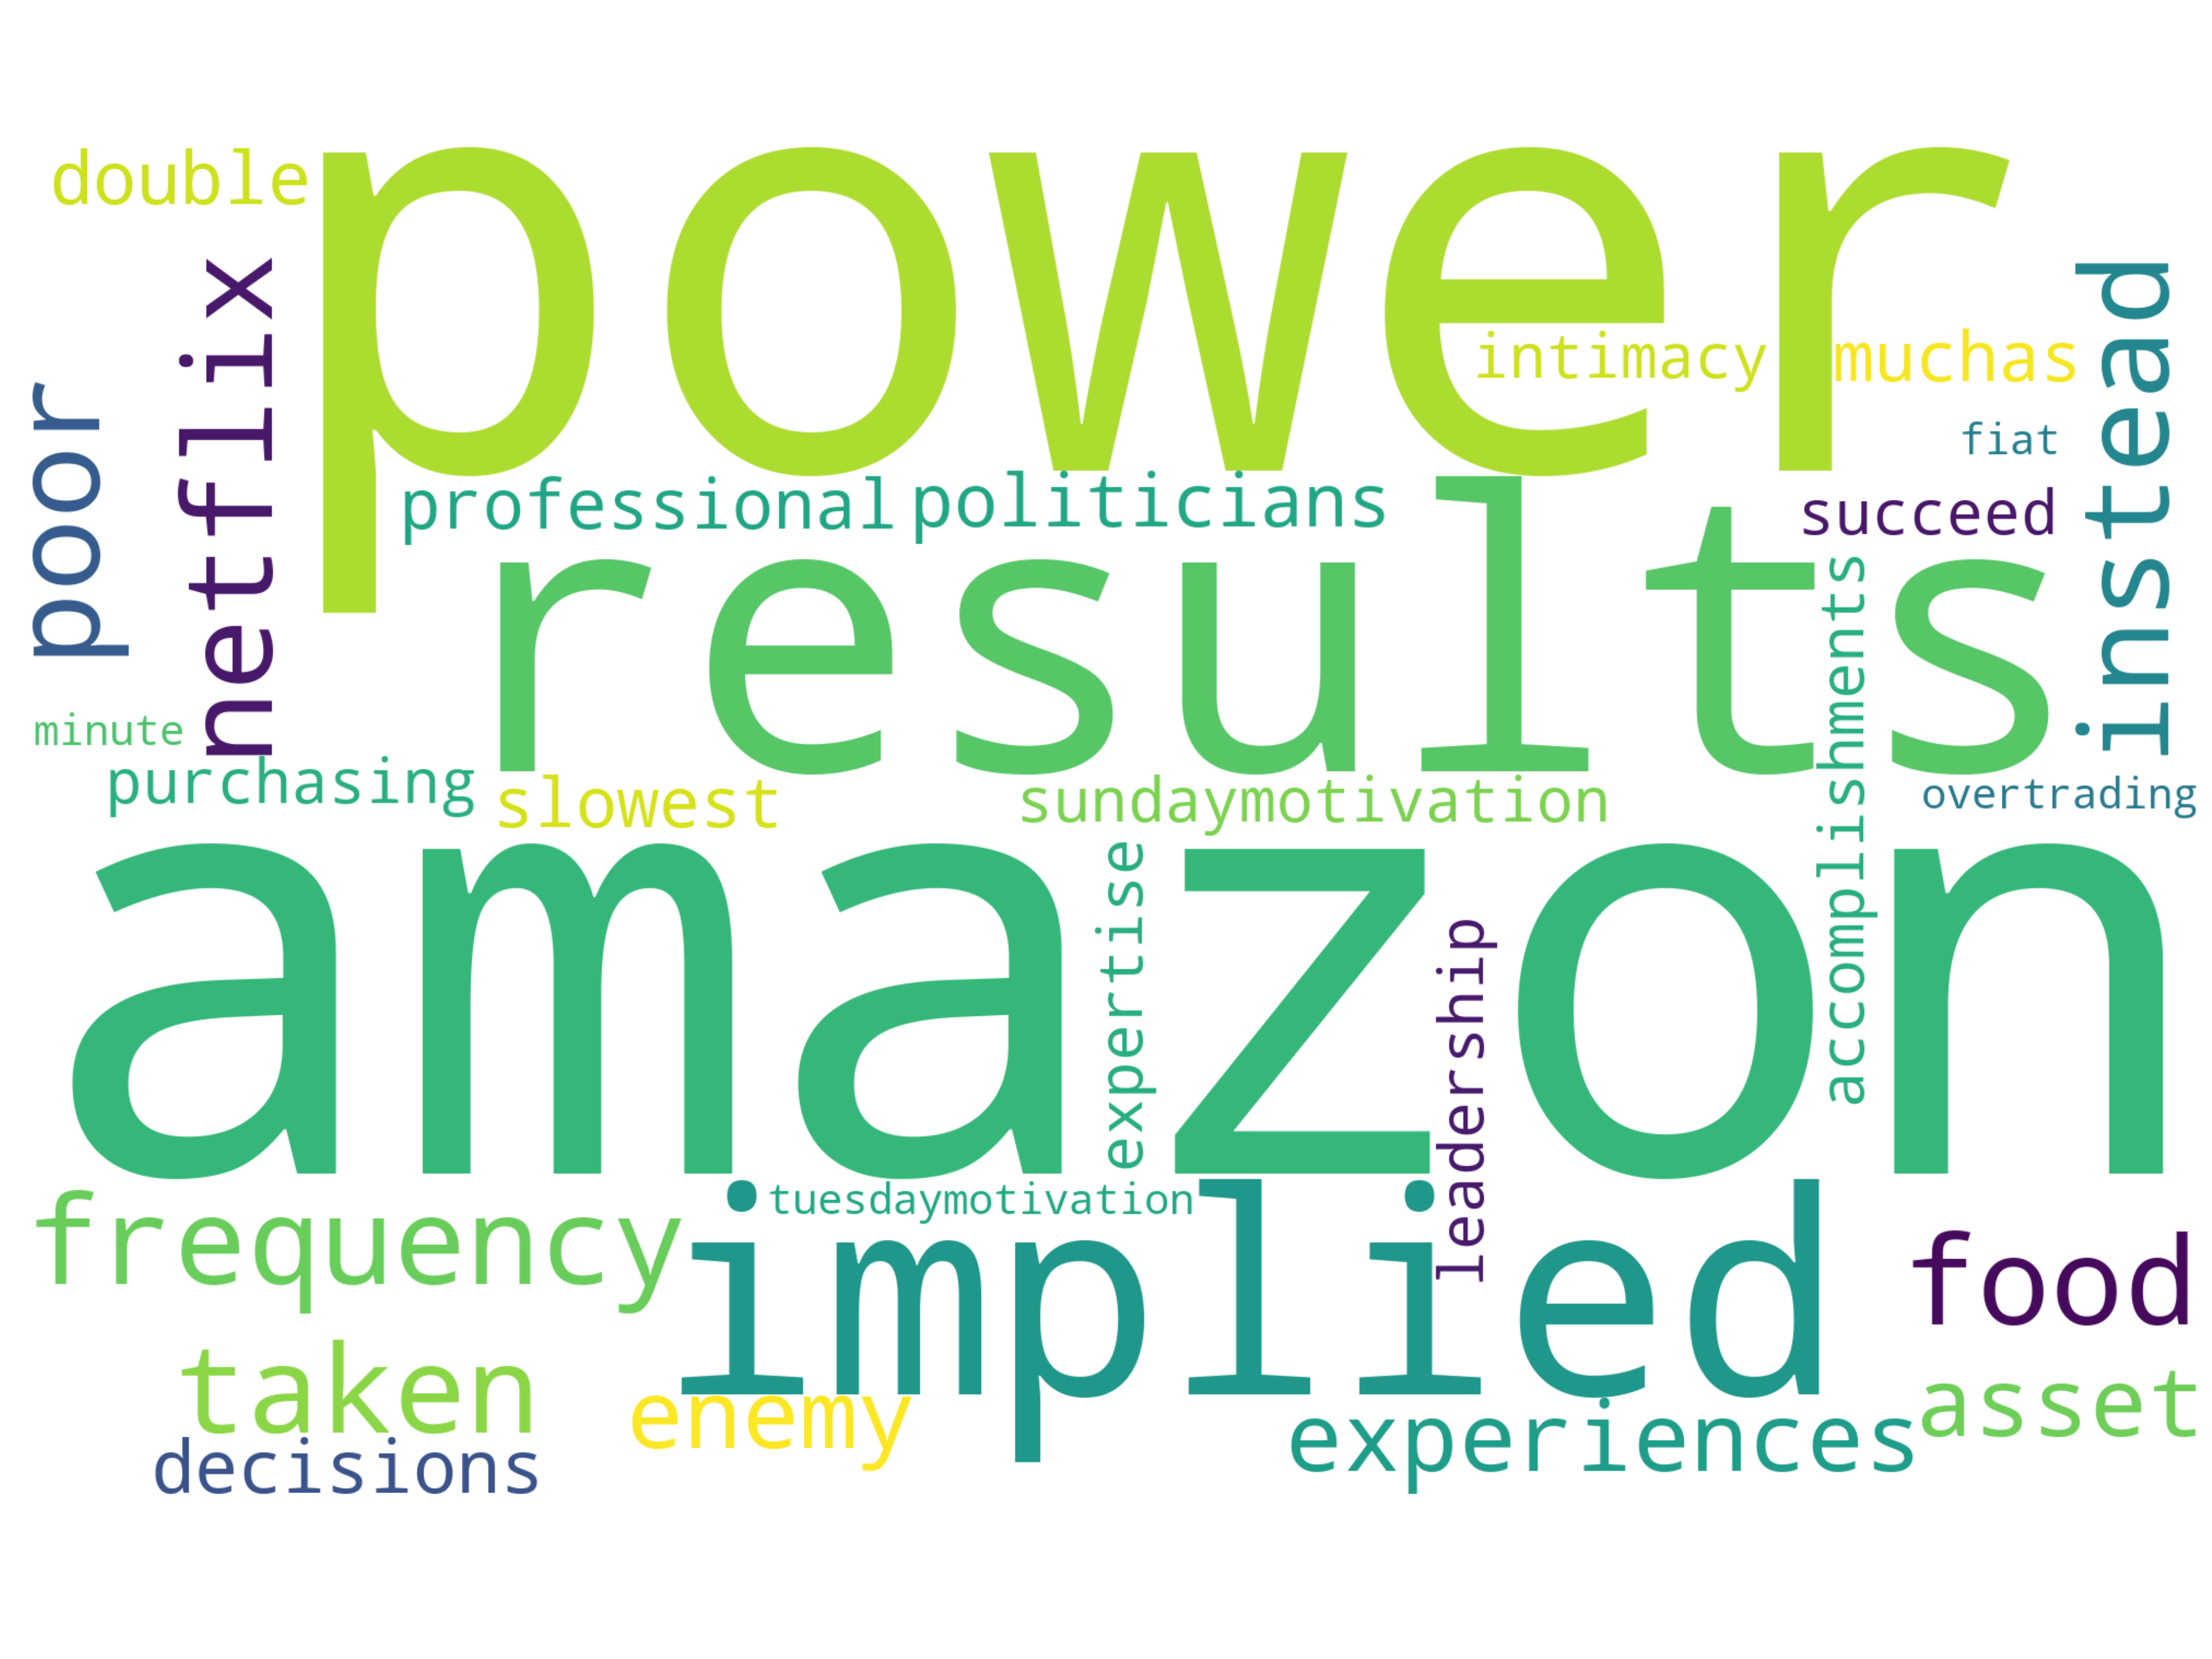 double
power
netflix
poor
instead
intimacy
muchas
fiat
professional
politicians
succeed
results
accomplishments
minute
purchasing
slowest
sundaymotivation
overtrading
amazon
expertise
leadership
tuesdaymotivation
frequency
implied
food
taken
enemy
asset
experiences
decisions